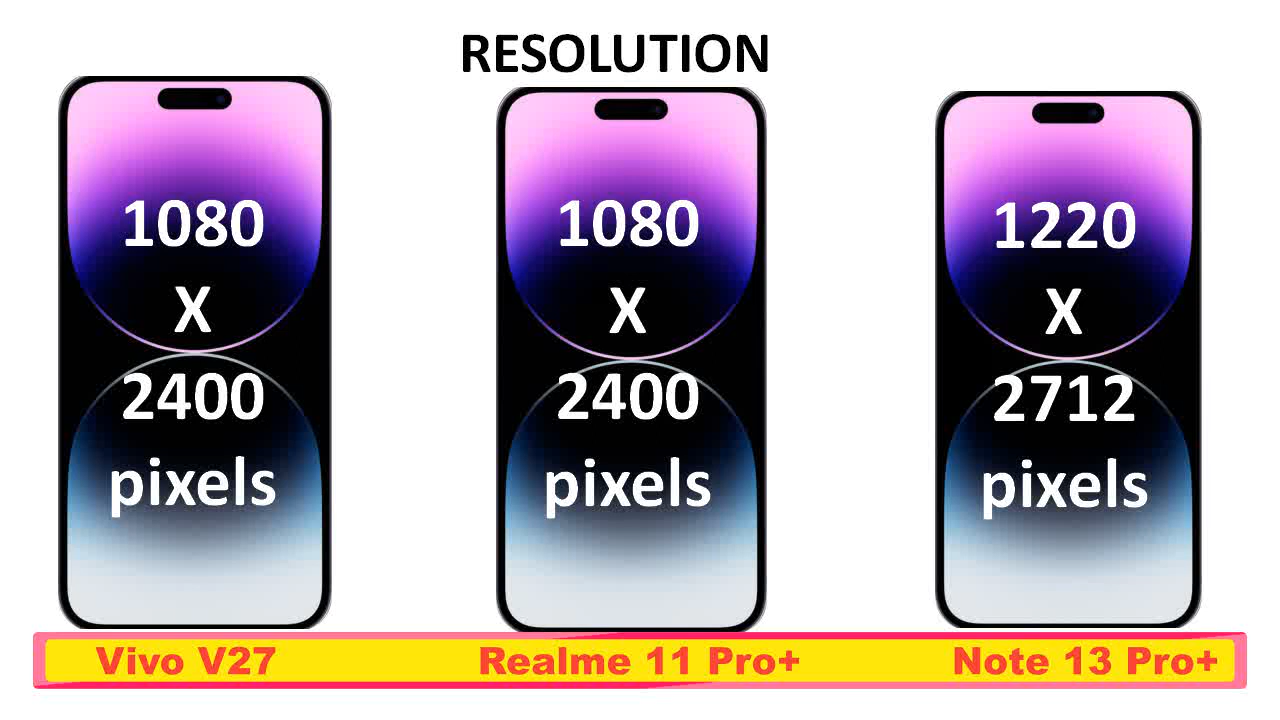 RESOLUTION
1080
X
2400
pixels
1080
X
2400
pixels
1220
X
2712
pixels
Vivo V27
Realme 11 Pro+
Note 13 Pro+